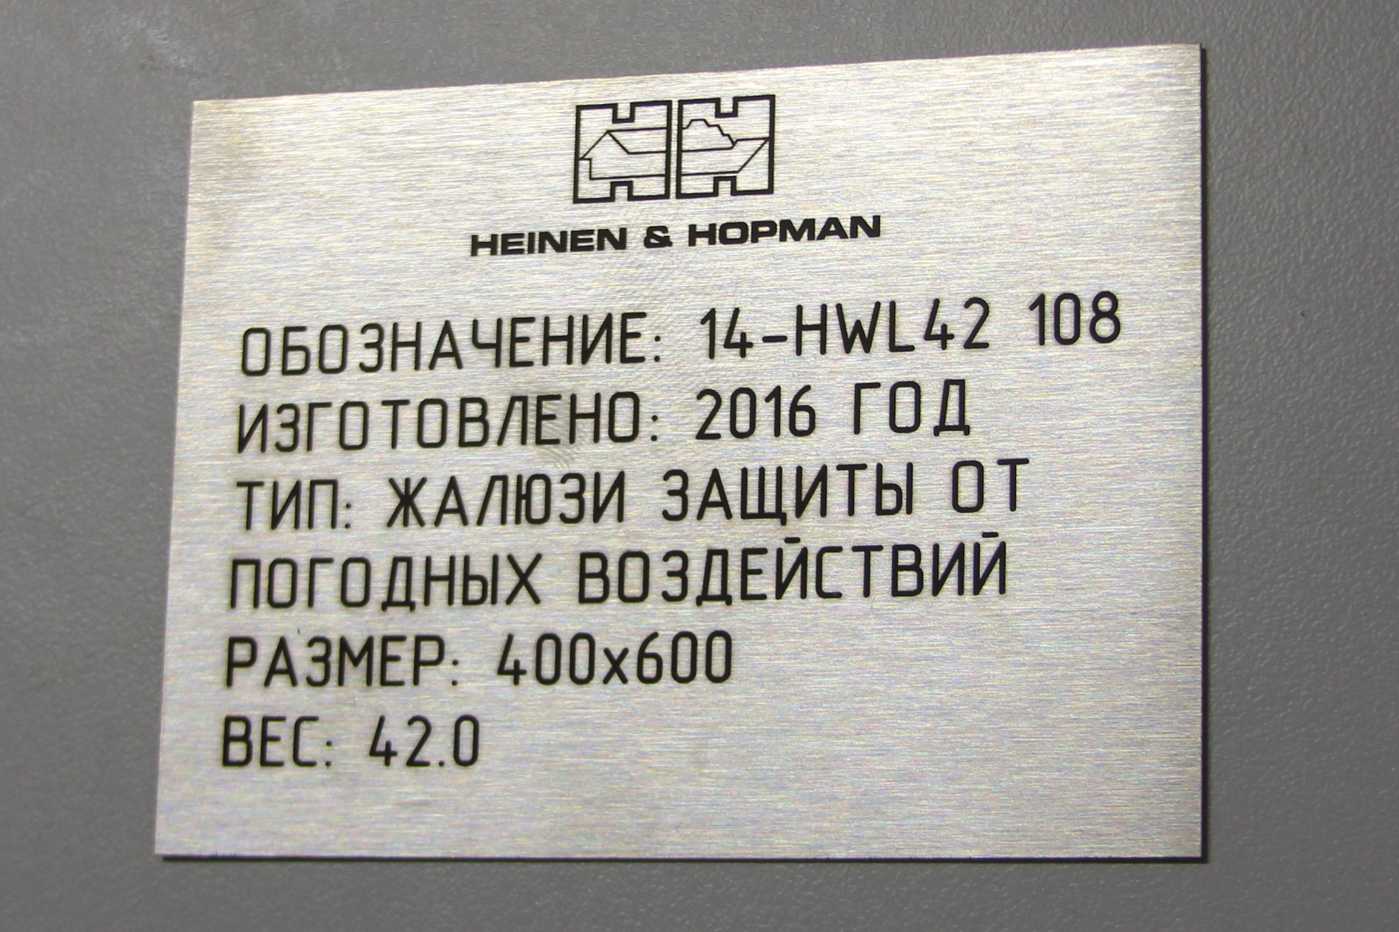 HEINEN & HOPMAN
ОБОЗНАЧЕНИЕ: 14-HWL42 108
ИЗГОТОВЛЕНО: 2016 ГОД
ТИП: ЖАЛЮЗИ ЗАЩИТЫ ОТ
ПОГОДНЫХ ВОЗДЕЙСТВИЙ
РАЗМЕР: 400x600
ВЕС: 42.0